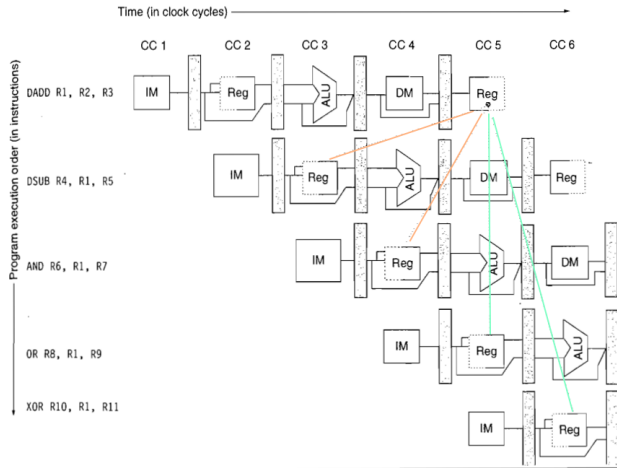 Time (in clock cycles)
CC 1 CC 2 CC 3 CC 4 CC 5 CC 6
Program execution order (in instructions)
DADD R1, R2, R3
IM Reg ALU DM Reg
DSUB R4, R1, R5
IM Reg ALU DM Reg
AND R6, R1, R7
IM Reg ALU DM
OR R8, R1, R9
IM Reg ALU
XOR R10, R1, R11
IM Reg